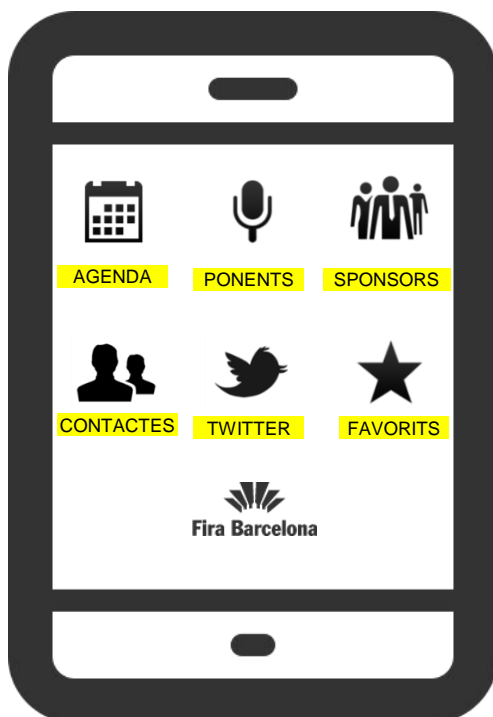 AGENDA
PONENTS
SPONSORS
CONTACTES
TWITTER
FAVORITS
Fira Barcelona